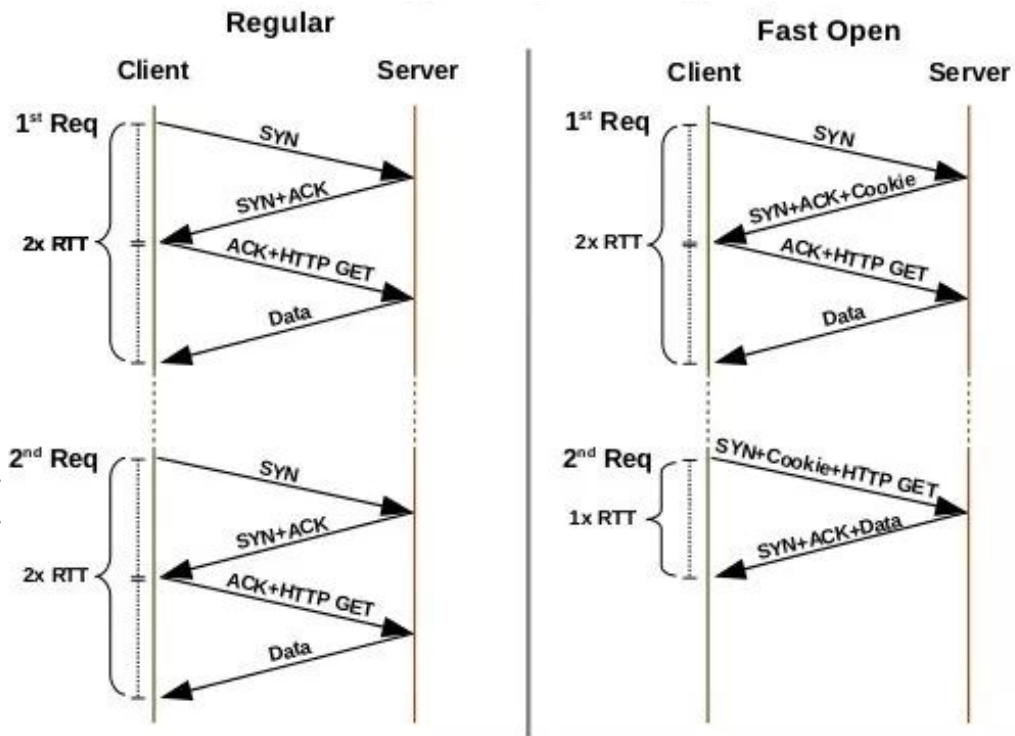 Regular
Client Server
1st Req
SYN
SYN+ACK
2x RTT
ACK+HTTP GET
Data
2nd Req
SYN
SYN+ACK
2x RTT
ACK+HTTP GET
Data
Fast Open
Client Server
1st Req
SYN
SYN+ACK+Cookie
2x RTT
ACK+HTTP GET
Data
2nd Req
SYN+Cookie+HTTP GET
1x RTT
SYN+ACK+Data